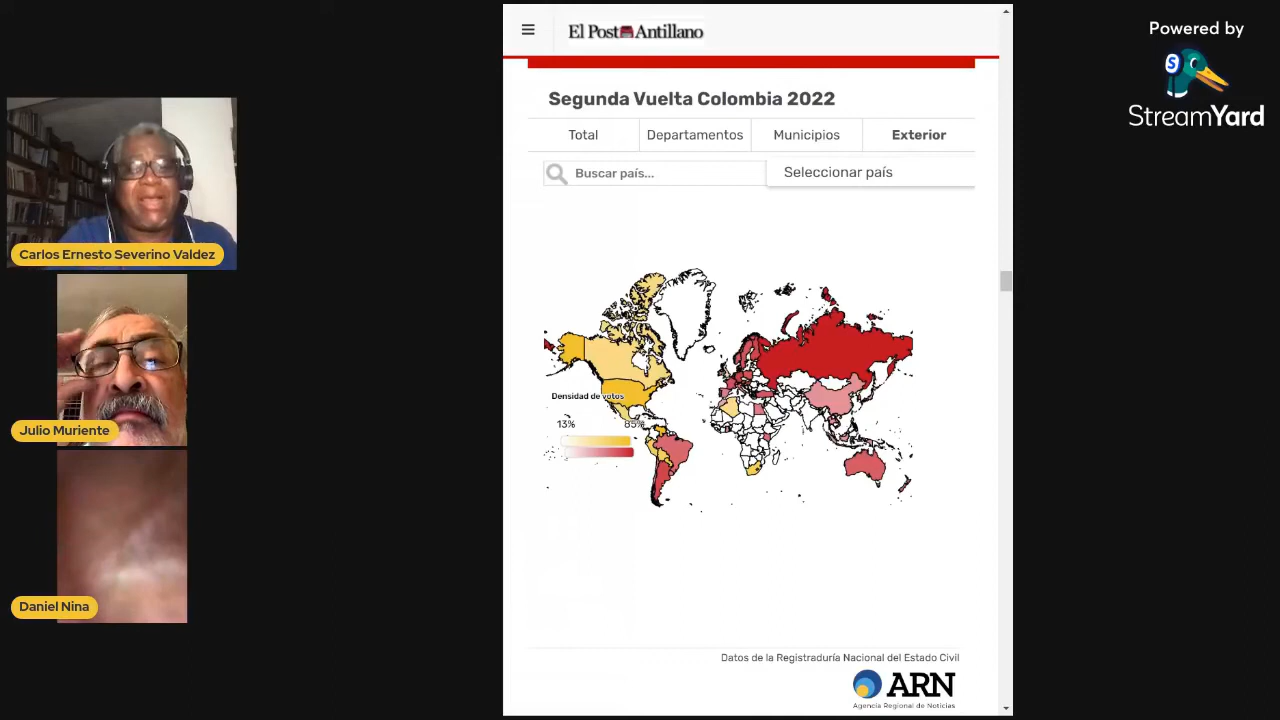 El Post Antillano
Segunda Vuelta Colombia 2022
Total
Departamentos
Municipios
Exterior
Buscar país...
Seleccionar país
Densidad de votos
13%
85%
Datos de la Registraduría Nacional del Estado Civil
ARN
Agencia Regional de Noticias
Carlos Ernesto Severino Valdez
Julio Muriente
Daniel Nina
Powered by
S
StreamYard